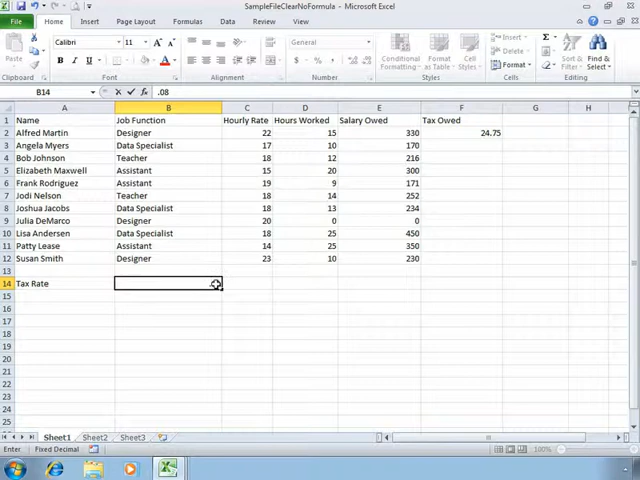 SampleFileClearNoFormula - Microsoft Excel
File Home Insert Page Layout Formulas Data Review View
Calibri 11 General
Paste
Conditional Formatting Format as Table Cell Styles
Insert
Delete
Format
Sort & Filter Find & Select
Clipboard Font Alignment Number Styles Cells Editing
B14 .08
A B C D E F G H
1 Name Job Function Hourly Rate Hours Worked Salary Owed Tax Owed
2 Alfred Martin Designer 22 15 330 24.75
3 Angela Myers Data Specialist 17 10 170
4 Bob Johnson Teacher 18 12 216
5 Elizabeth Maxwell Assistant 15 20 300
6 Frank Rodriguez Assistant 19 9 171
7 Jodi Nelson Teacher 18 14 252
8 Joshua Jacobs Data Specialist 18 13 234
9 Julia DeMarco Designer 20 0 0
10 Lisa Andersen Data Specialist 18 25 450
11 Patty Lease Assistant 14 25 350
12 Susan Smith Designer 23 10 230
13
14 Tax Rate
15
16
17
18
19
20
21
22
23
24
25
Sheet1 Sheet2 Sheet3
Enter Fixed Decimal 100%